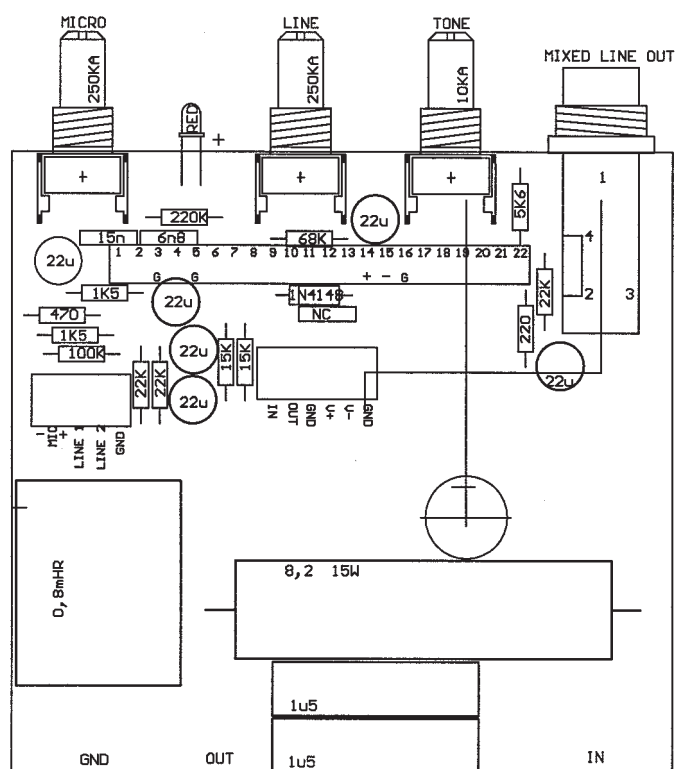 MICRO LINE TONE
MIXED LINE OUT
250KA 250KA 10KA
RED +
+ + + 1
220K 22u 5K6
15n 6n8 68K 4
1 2 3 4 5 6 7 8 9 10 11 12 13 14 15 16 17 18 19 20 21 22
22u G G + - G
1K5 22u 1N4148 22K 2 3
470 NC
1K5 220
100K 22u 15K 15K
22K 22K 22u 22u
- MIC + LINE 1 LINE 2 GND
IN OUT GND V+ V- GND
0,8mHR
8,2 15W
1u5
GND OUT 1u5 IN